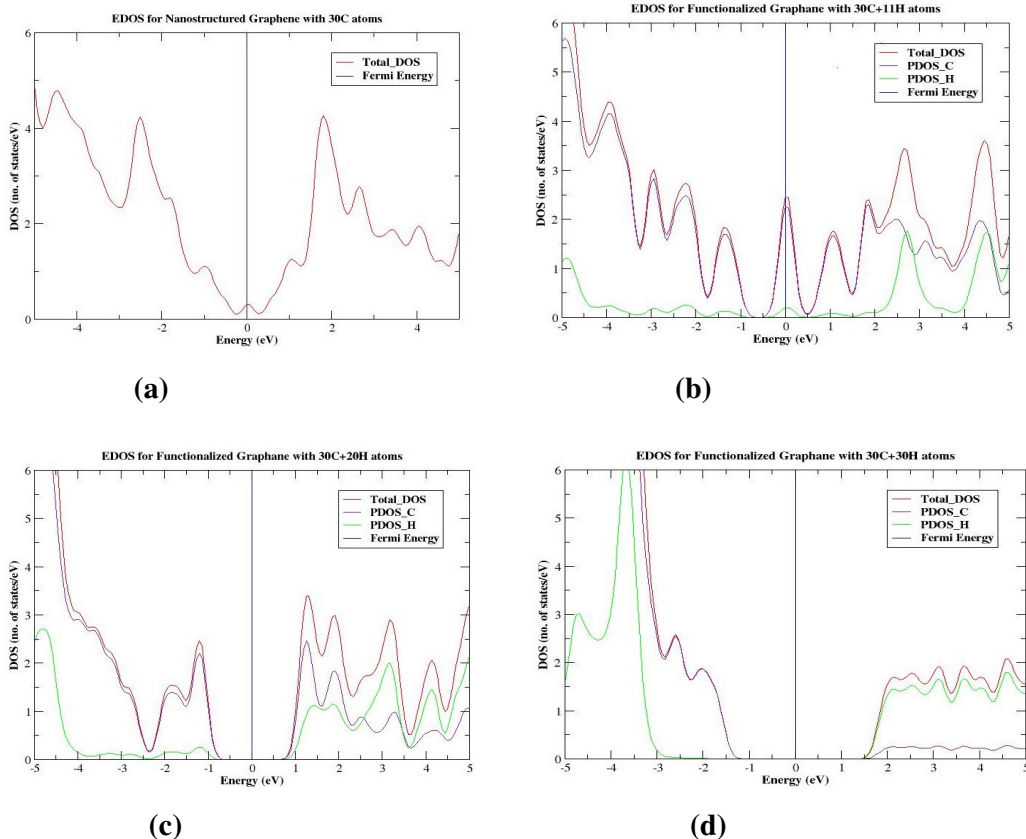 EDOS for Nanostructured Graphene with 30C atoms
6
Total_DOS
Fermi Energy
4
DOS (no. of states/eV)
2
0
-4 -2 0 2 4
Energy (eV)
(a)
EDOS for Functionalized Graphane with 30C+11H atoms
6
Total_DOS
PDOS_C
PDOS_H
Fermi Energy
5
4
3
DOS (no. of states/eV)
2
1
0
-5 -4 -3 -2 -1 0 1 2 3 4 5
Energy (eV)
(b)
EDOS for Functionalized Graphane with 30C+20H atoms
6
Total_DOS
PDOS_C
PDOS_H
Fermi Energy
5
4
3
DOS (no. of states/eV)
2
1
0
-5 -4 -3 -2 -1 0 1 2 3 4 5
Energy (eV)
(c)
EDOS for Functionalized Graphane with 30C+30H atoms
6
Total_DOS
PDOS_C
PDOS_H
Fermi Energy
5
4
3
DOS (no. of states/eV)
2
1
0
-5 -4 -3 -2 -1 0 1 2 3 4 5
Energy (eV)
(d)